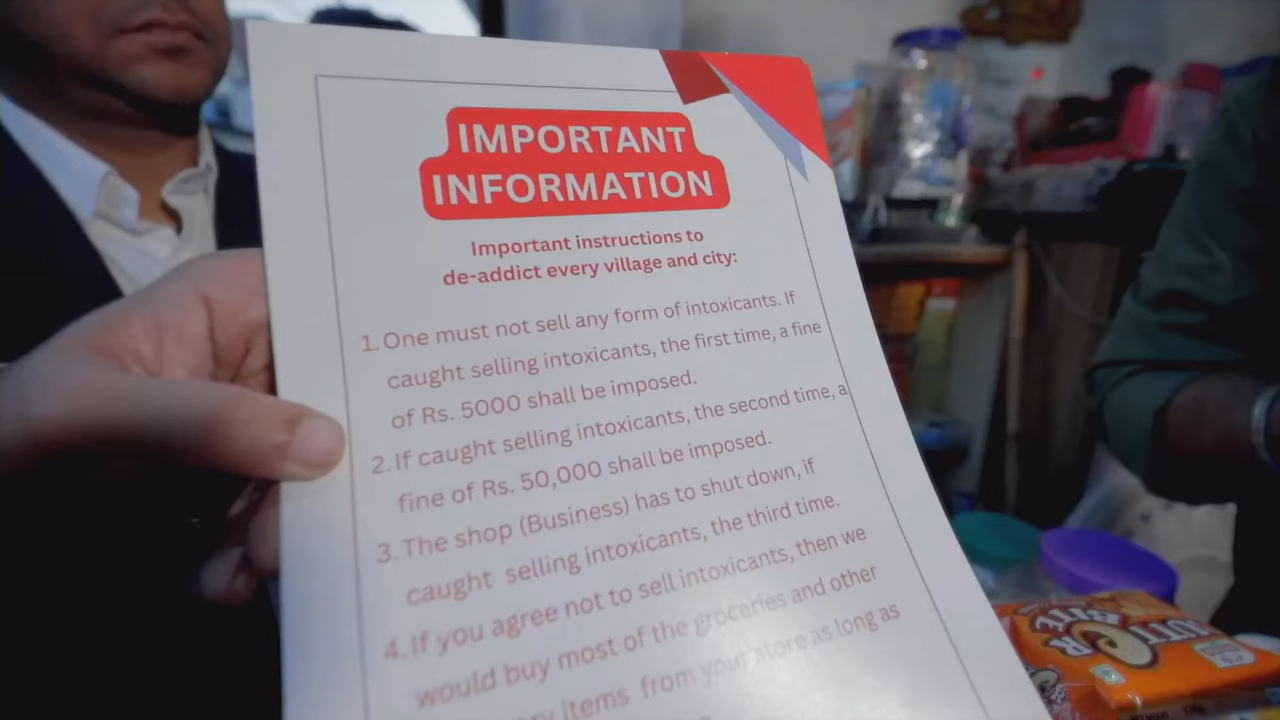 IMPORTANT
INFORMATION
Important instructions to
de-addict every village and city:
1. One must not sell any form of intoxicants. If
caught selling intoxicants, the first time, a fine
of Rs. 5000 shall be imposed.
2. If caught selling intoxicants, the second time, a
fine of Rs. 50,000 shall be imposed.
3. The shop (Business) has to shut down, if
caught selling intoxicants, the third time.
4. If you agree not to sell intoxicants, then we
would buy most of the groceries and other
items from your store as long as
BITE